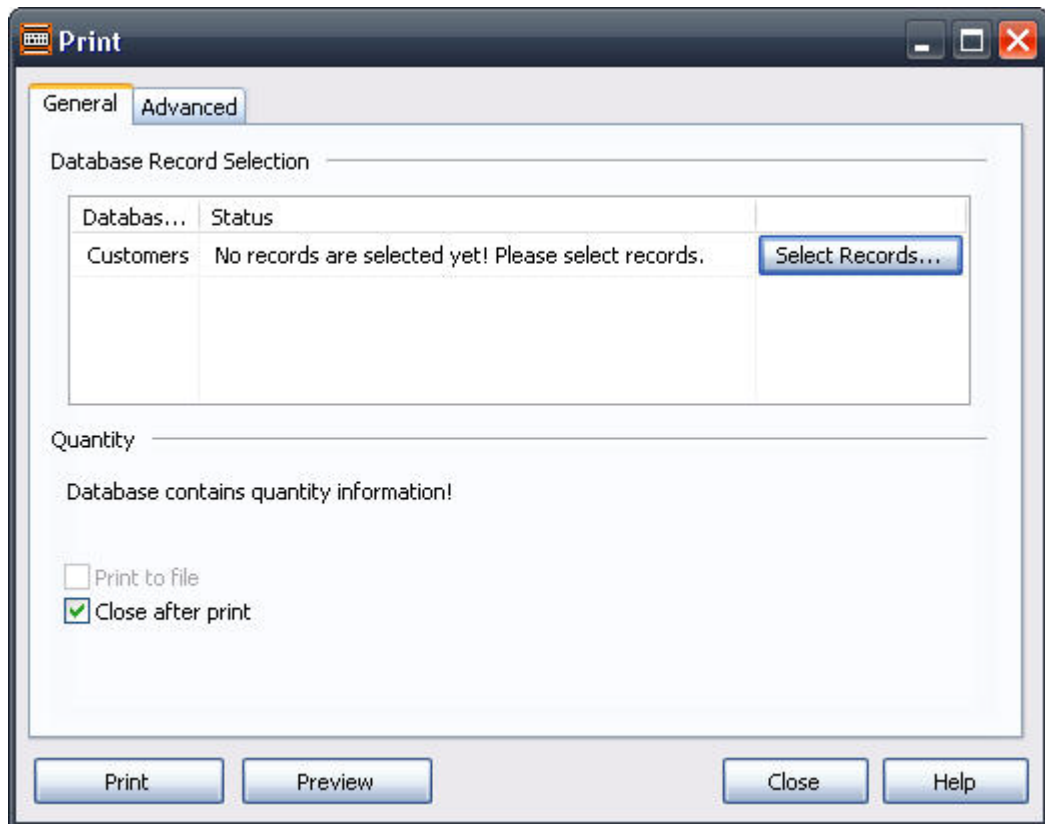 Print
General Advanced
Database Record Selection
Databas... Status
Customers No records are selected yet! Please select records. Select Records...
Quantity
Database contains quantity information!
Print to file
Close after print
Print Preview Close Help